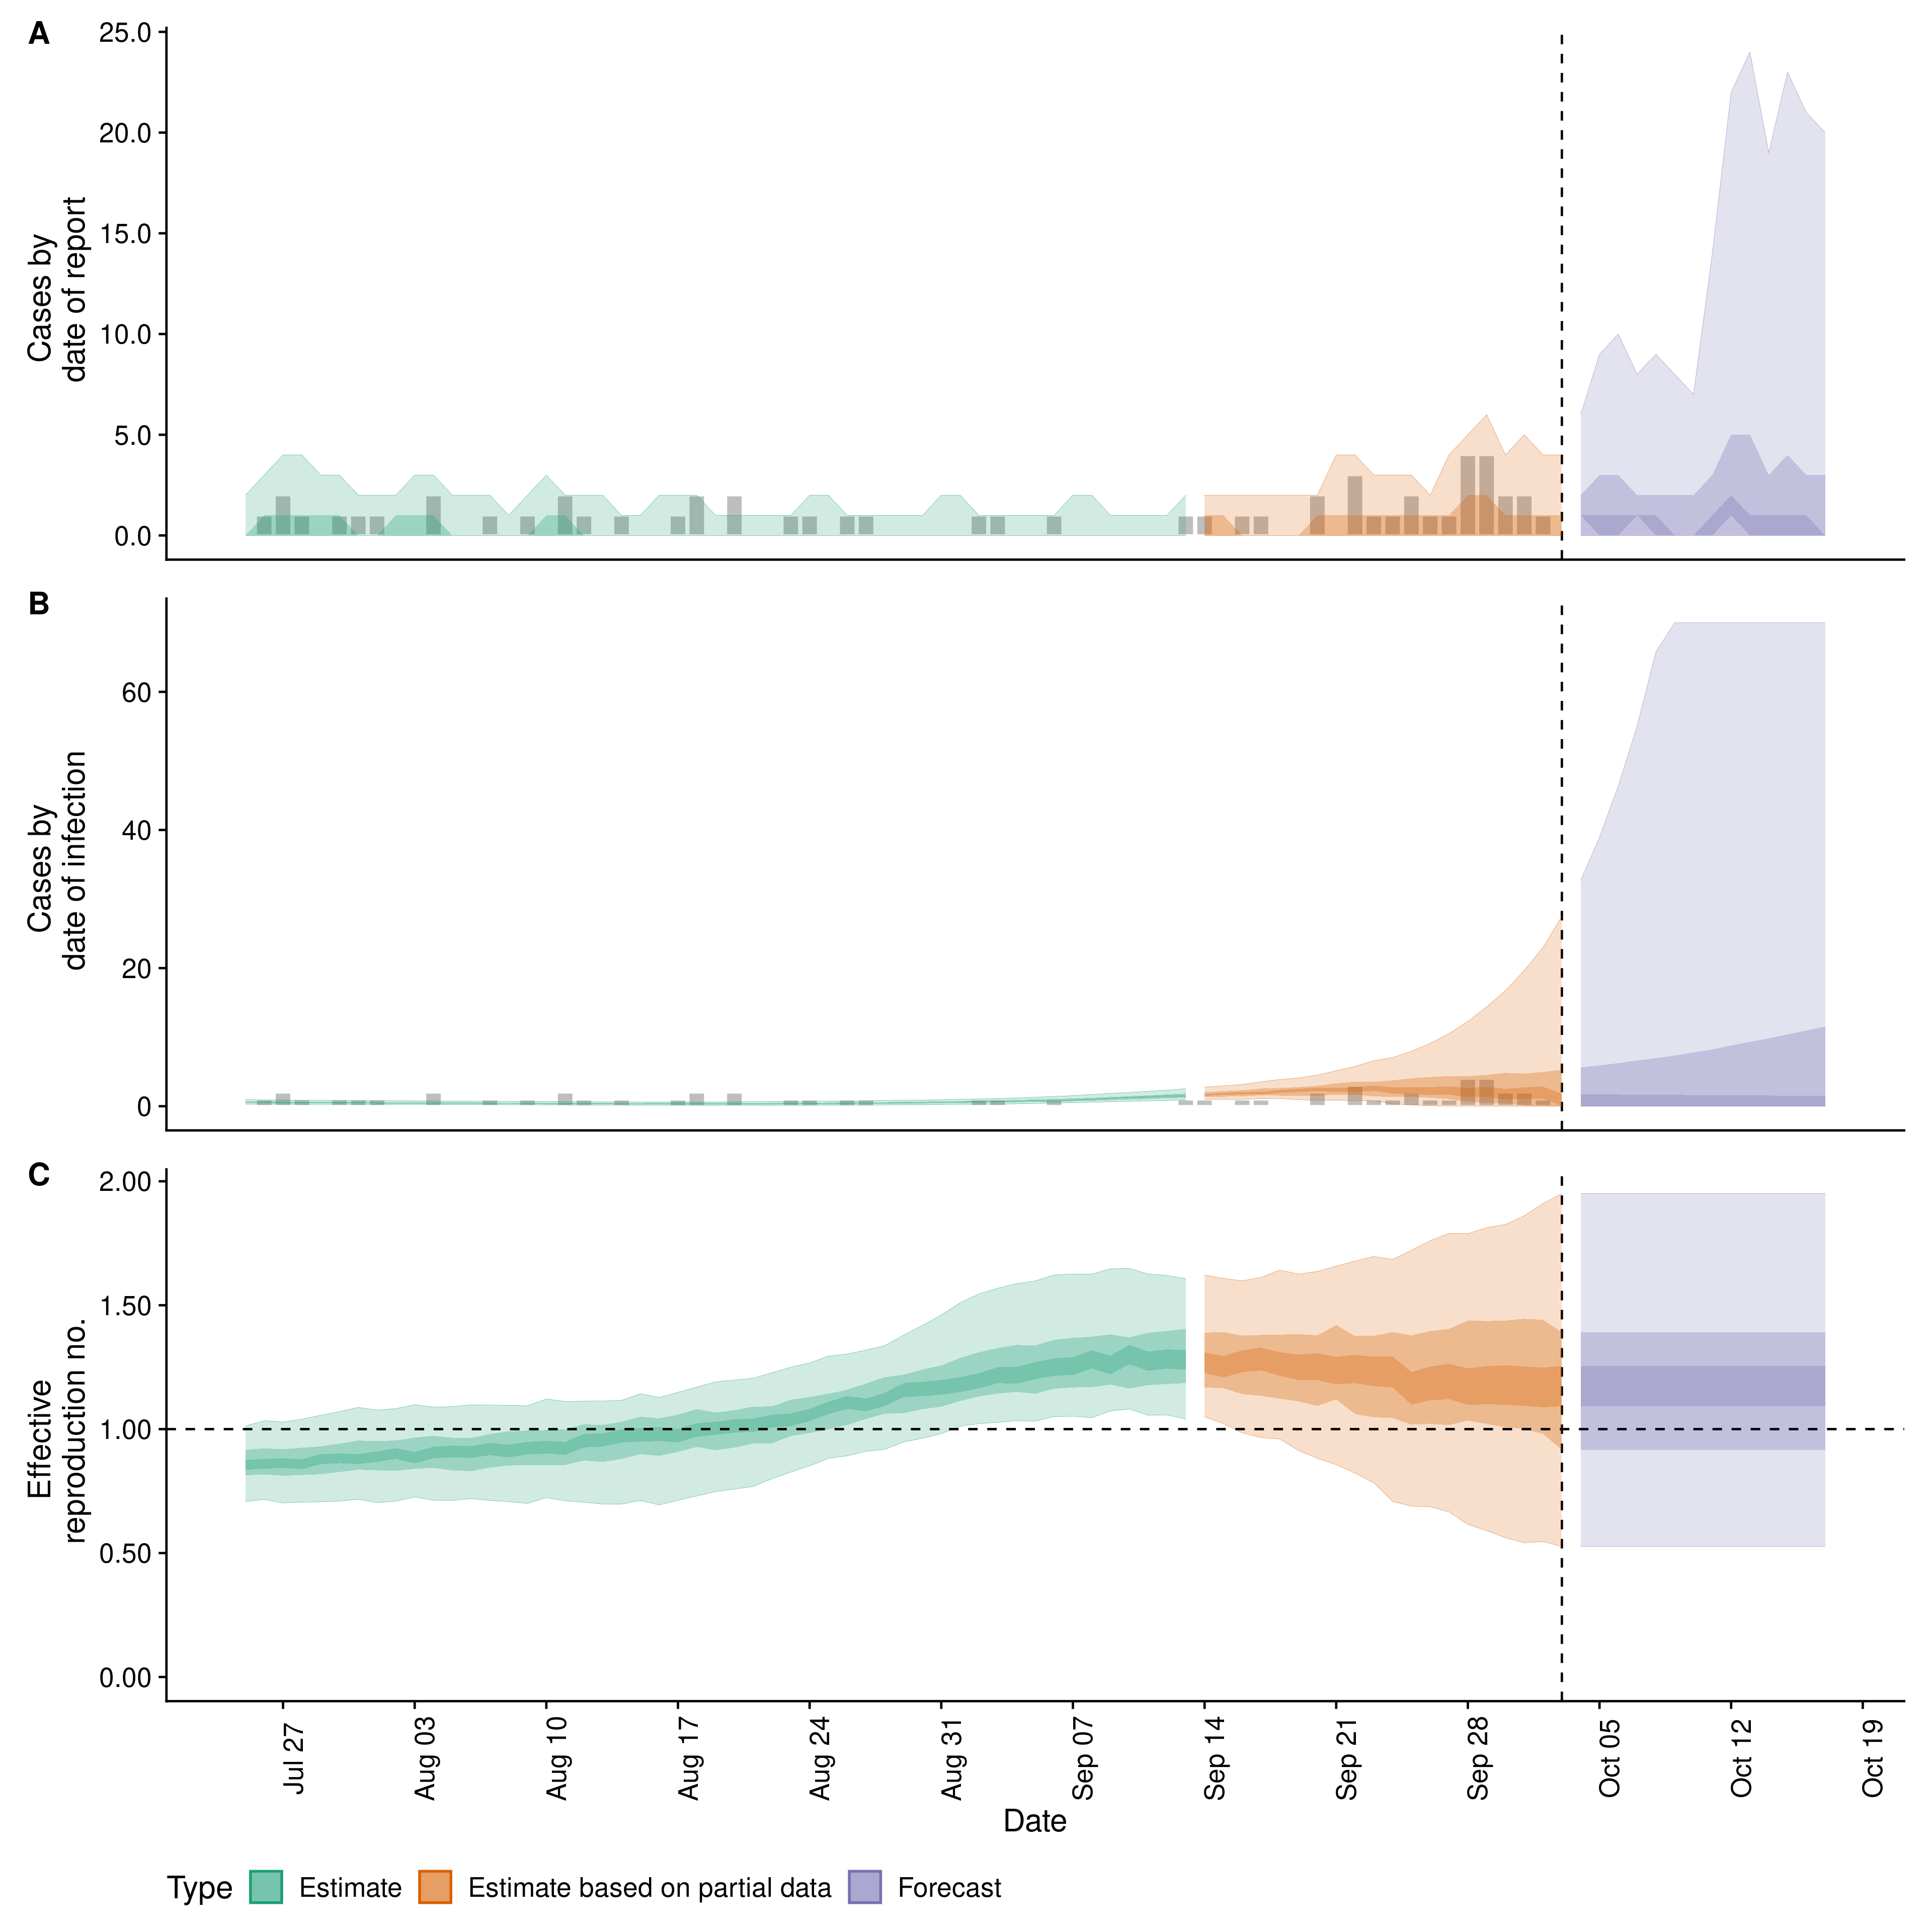 A
25.0
20.0
15.0
10.0
5.0
0.0
Cases by
date of report
B
60
40
20
0
Cases by
date of infection
C
2.00
1.50
1.00
0.50
0.00
Effective
reproduction no.
Jul 27
Aug 03
Aug 10
Aug 17
Aug 24
Aug 31
Sep 07
Sep 14
Sep 21
Sep 28
Oct 05
Oct 12
Oct 19
Date
Type Estimate Estimate based on partial data Forecast